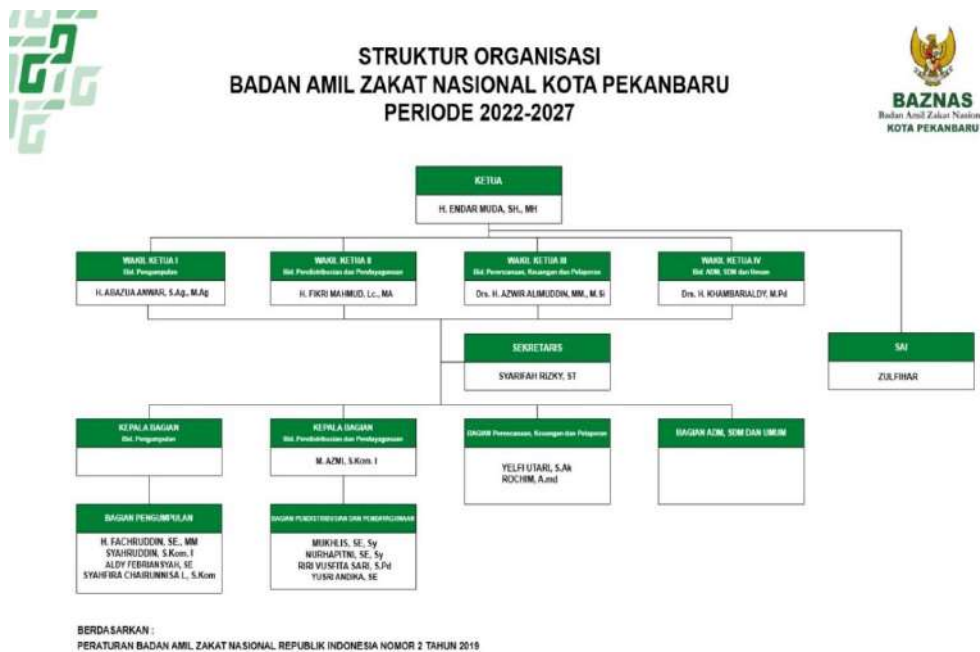 STRUKTUR ORGANISASI
BADAN AMIL ZAKAT NASIONAL KOTA PEKANBARU
PERIODE 2022-2027
BAZNAS
Badan Amil Zakat Nasion
KOTA PEKANBARU
KETUA
H. ENDAR MUDA, SH., MH
WAKIL KETUA I
Bid. Pengumpulan
H. ABAZUA ANWAR, S.Ag., M.Ag
WAKIL KETUA II
Bid. Pendistribusian dan Pendayagunaan
H. FIKRI MAHMUD, Lc., MA
WAKIL KETUA III
Bid. Perencanaan, Keuangan dan Pelaporan
Drs. H. AZWIR ALIMUDDIN, MM., M.Si
WAKIL KETUA IV
Bid. ADM, SDM dan Umum
Drs. H. KHAMBARIALDY, M.Pd
SEKRETARIS
SYARIFAH RIZKY, ST
SAI
ZULFIHAR
KEPALA BAGIAN
Bid. Pengumpulan
KEPALA BAGIAN
Bid. Pendistribusian dan Pendayagunaan
M. AZMI, S.Kom. I
BAGIAN Perencanaan, Keuangan dan Pelaporan
YELFI UTARI, S.Ak
ROCHIM, A.md
BAGIAN ADM, SDM DAN UMUM
BAGIAN PENGUMPULAN
H. FACHRUDDIN, SE., MM
SYAHRUDDIN, S.Kom. I
ALDY FEBRIANSYAH, SE
SYAHFIRA CHAIRUNNISA L, S.Kom
BAGIAN PENDISTRIBUSIAN DAN PENDAYAGUNAAN
MUKHLIS, SE, Sy
NURHAPITNI, SE, Sy
RIRI VUSFITA SARI, S.Pd
YUSRI ANDIKA, SE
BERDASARKAN :
PERATURAN BADAN AMIL ZAKAT NASIONAL REPUBLIK INDONESIA NOMOR 2 TAHUN 2019